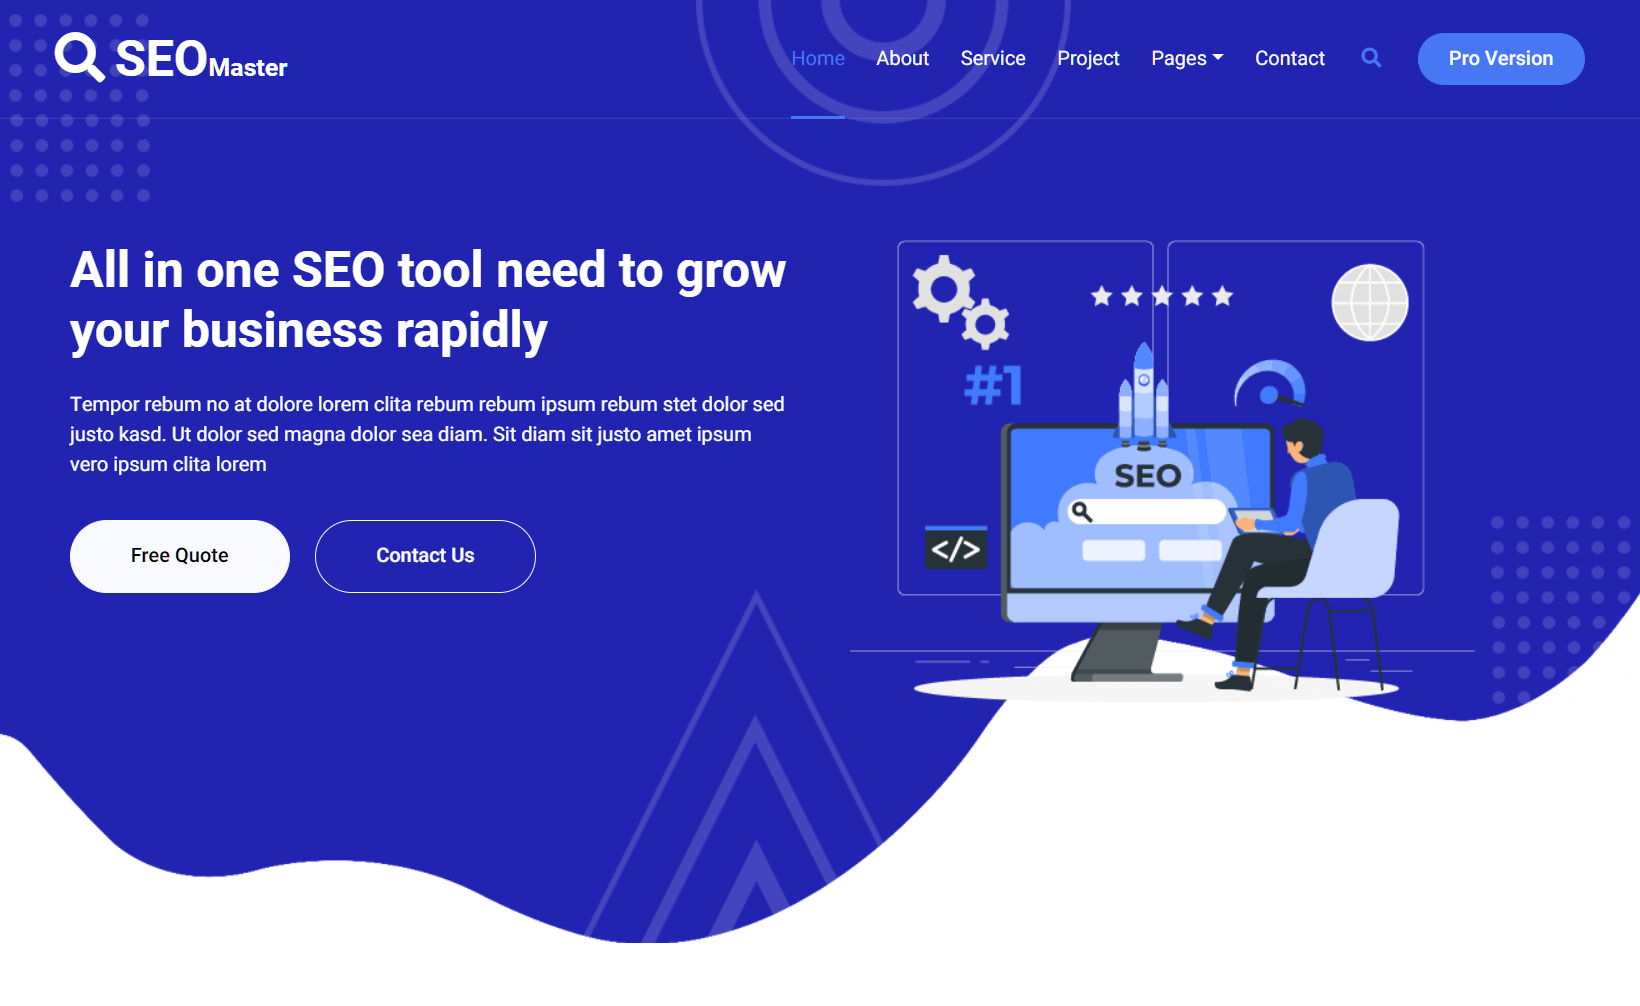 SEOMaster
Home About Service Project Pages Contact Pro Version
All in one SEO tool need to grow
your business rapidly
Tempor rebum no at dolore lorem clita rebum rebum ipsum rebum stet dolor sed
justo kasd. Ut dolor sed magna dolor sea diam. Sit diam sit justo amet ipsum
vero ipsum clita lorem
Free Quote Contact Us
#1
SEO
</>